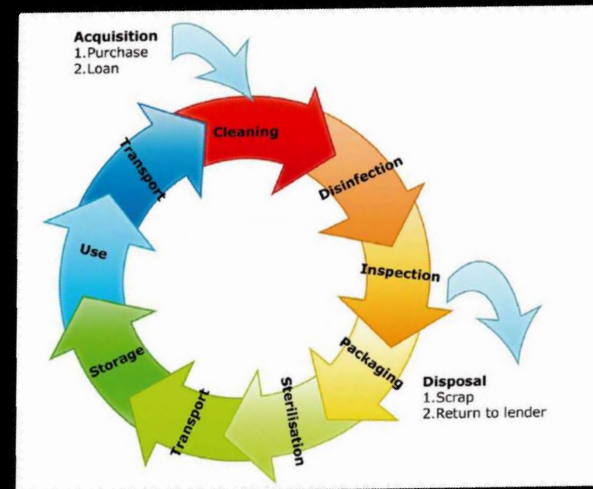 Acquisition
1.Purchase
2.Loan
Cleaning
Disinfection
Inspection
Packaging
Sterilisation
Transport
Storage
Use
Transport
Disposal
1.Scrap
2.Return to lender